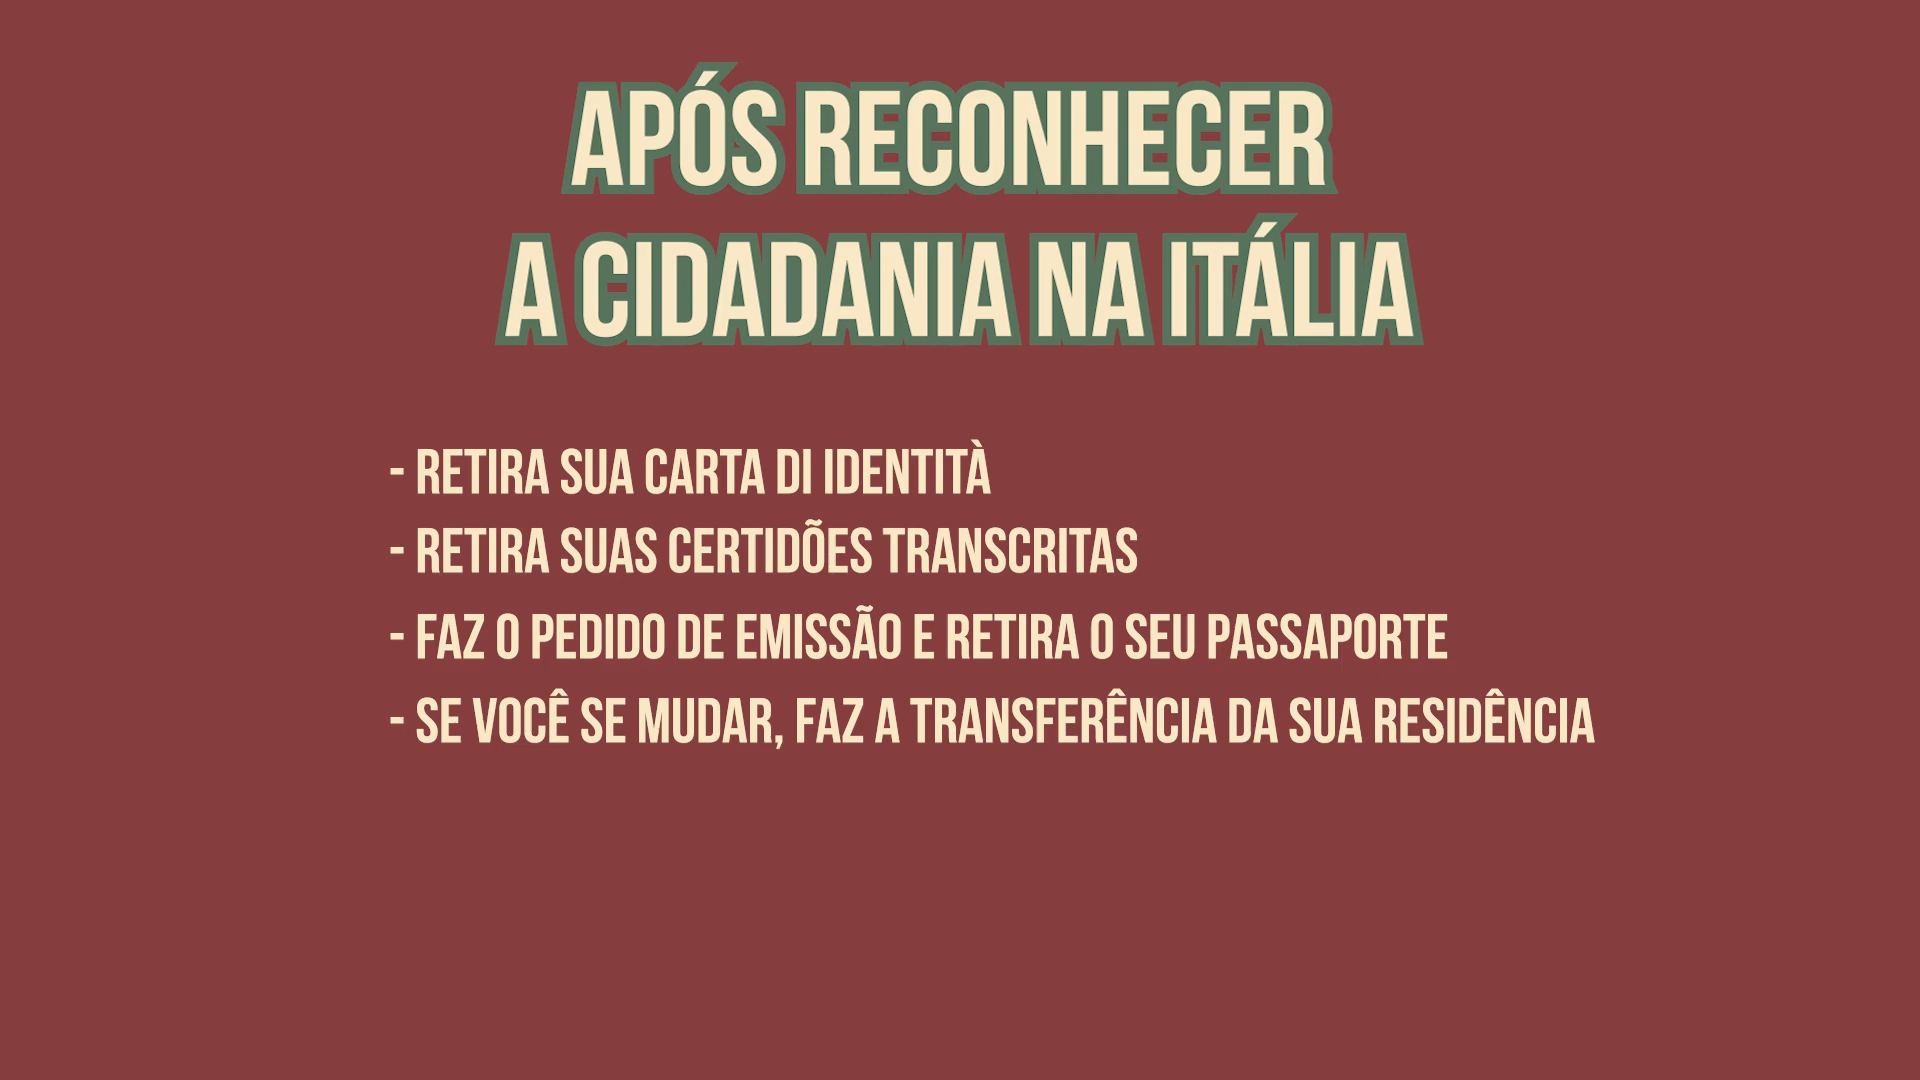 APÓS RECONHECER
A CIDADANIA NA ITÁLIA
- RETIRA SUA CARTA DI IDENTITÀ
- RETIRA SUAS CERTIDÕES TRANSCRITAS
- FAZ O PEDIDO DE EMISSÃO E RETIRA O SEU PASSAPORTE
- SE VOCÊ SE MUDAR, FAZ A TRANSFERÊNCIA DA SUA RESIDÊNCIA